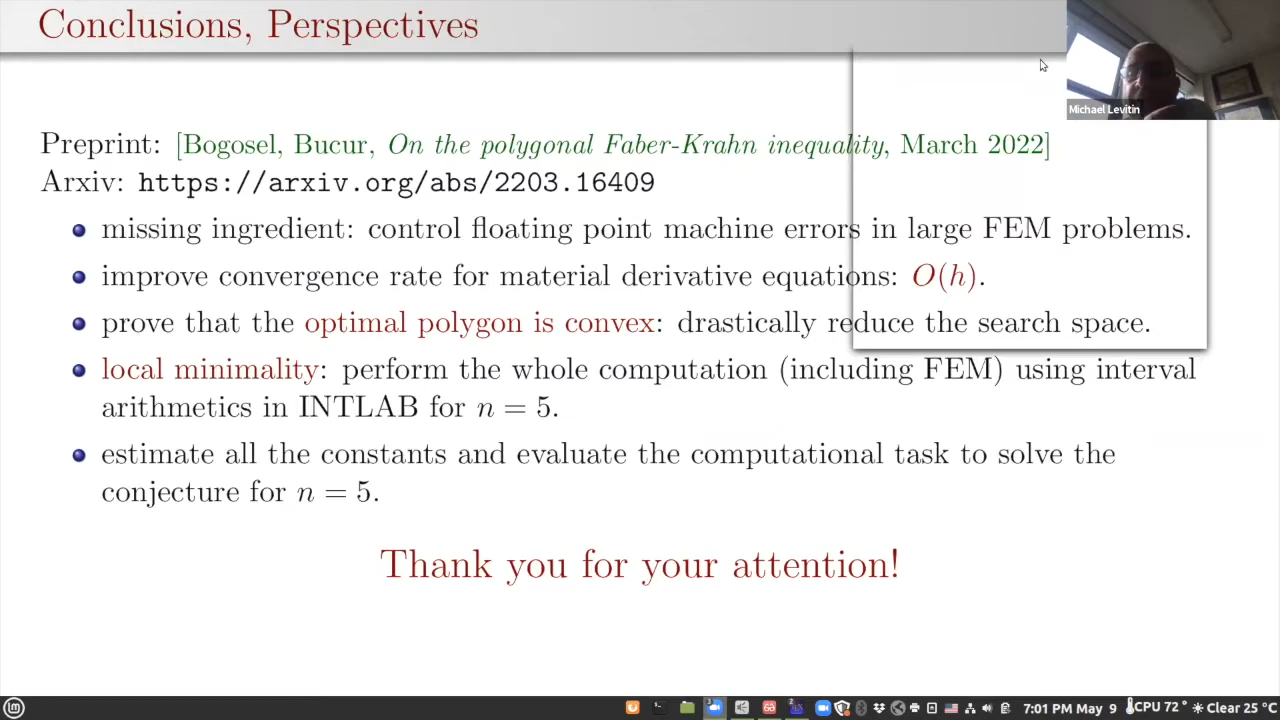 Conclusions, Perspectives
Michael Levitin
Preprint: [Bogosel, Bucur, On the polygonal Faber-Krahn inequality, March 2022]
Arxiv: https://arxiv.org/abs/2203.16409
missing ingredient: control floating point machine errors in large FEM problems.
improve convergence rate for material derivative equations: O(h).
prove that the optimal polygon is convex: drastically reduce the search space.
local minimality: perform the whole computation (including FEM) using interval
arithmetics in INTLAB for n = 5.
estimate all the constants and evaluate the computational task to solve the
conjecture for n = 5.
Thank you for your attention!
7:01 PM May 9 CPU 72° Clear 25 °C